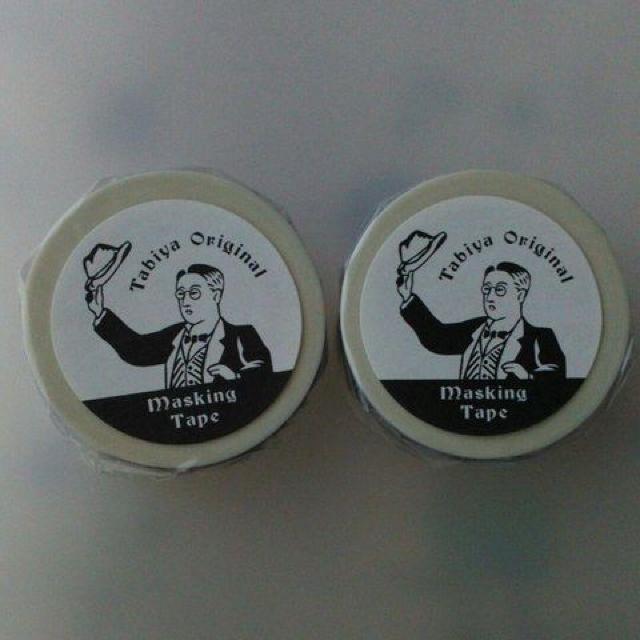 Tabiya Original
Masking
Tape
Tabiya Original
Masking
Tape